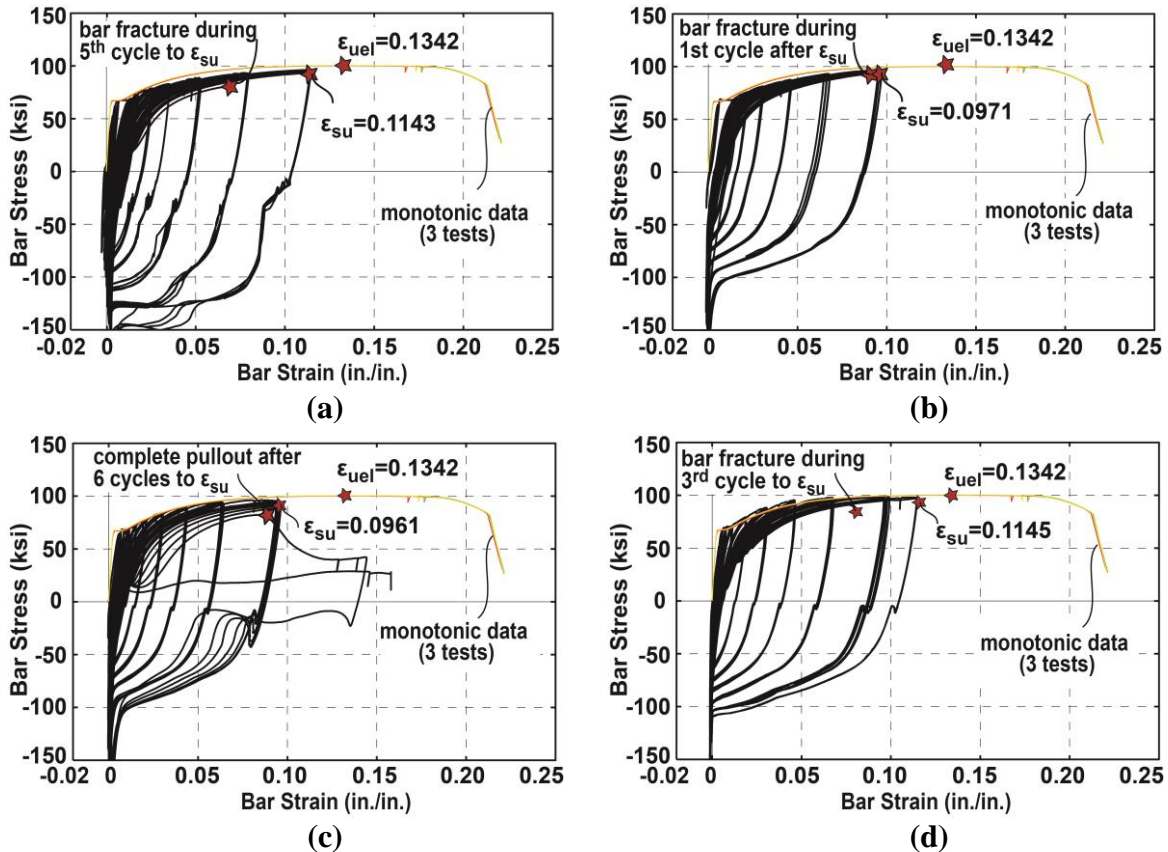 bar fracture during
5th cycle to εsu
εuel=0.1342
εsu=0.1143
monotonic data
(3 tests)
Bar Stress (ksi)
150
100
50
0
-50
-100
-150
-0.02 0 0.05 0.10 0.15 0.20 0.25
Bar Strain (in./in.)
(a)
bar fracture during
1st cycle after εsu
εuel=0.1342
εsu=0.0971
monotonic data
(3 tests)
Bar Stress (ksi)
150
100
50
0
-50
-100
-150
-0.02 0 0.05 0.10 0.15 0.20 0.25
Bar Strain (in./in.)
(b)
complete pullout after
6 cycles to εsu
εuel=0.1342
εsu=0.0961
monotonic data
(3 tests)
Bar Stress (ksi)
150
100
50
0
-50
-100
-150
-0.02 0 0.05 0.10 0.15 0.20 0.25
Bar Strain (in./in.)
(c)
bar fracture during
3rd cycle to εsu
εuel=0.1342
εsu=0.1145
monotonic data
(3 tests)
Bar Stress (ksi)
150
100
50
0
-50
-100
-150
-0.02 0 0.05 0.10 0.15 0.20 0.25
Bar Strain (in./in.)
(d)